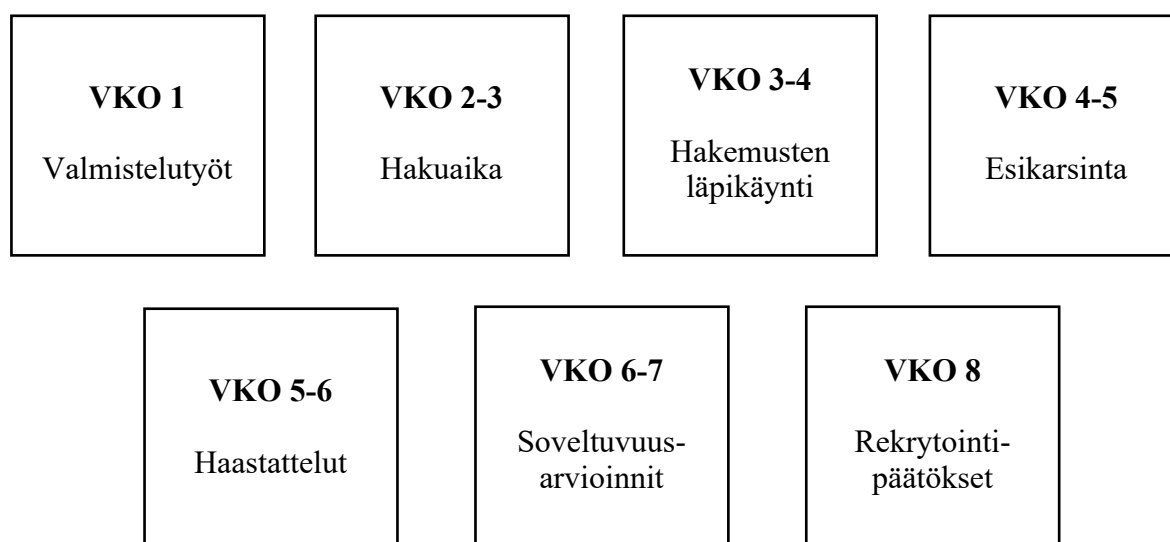 VKO 1
Valmistelutyöt
VKO 2-3
Hakuaika
VKO 3-4
Hakemusten
läpikäynti
VKO 4-5
Esikarsinta
VKO 5-6
Haastattelut
VKO 6-7
Soveltuvuus-
arvioinnit
VKO 8
Rekrytointi-
päätökset